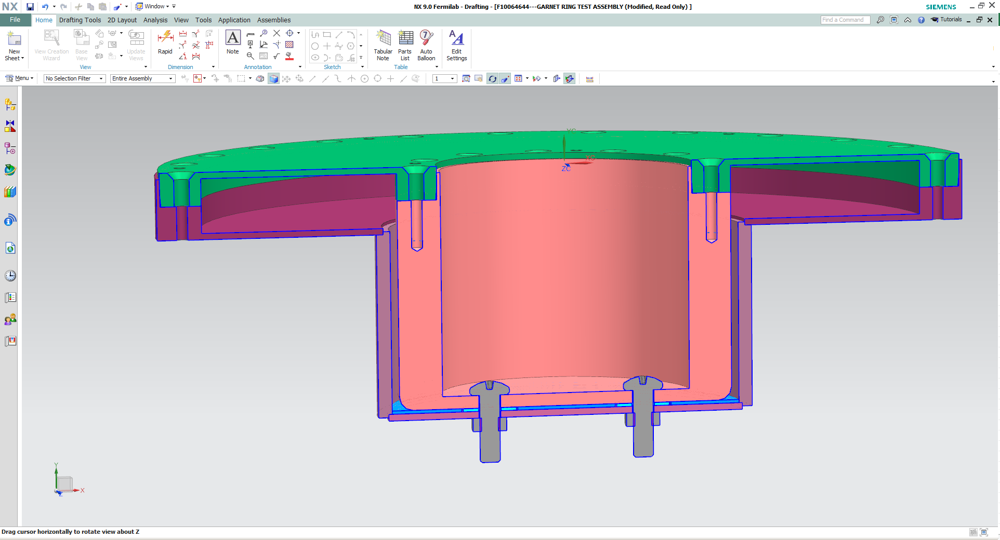 NX
Window
NX 9.0 Fermilab - Drafting - [F10064644---GARNET RING TEST ASSEMBLY (Modified, Read Only) ]
SIEMENS
File
Home
Drafting Tools
2D Layout
Analysis
View
Tools
Application
Assemblies
Find a Command
Tutorials
New
Sheet
View Creation
Wizard
Base
View
Update
Views
View
Rapid
Dimension
A
Note
Annotation
Sketch
Tabular
Note
Parts
List
7
Auto
Balloon
Table
Edit
Settings
Menu
No Selection Filter
Entire Assembly
1
YC
XC
ZC
Y
X
Z
Drag cursor horizontally to rotate view about Z